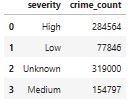 severity crime_count
0 High 284564
1 Low 77846
2 Unknown 319000
3 Medium 154797